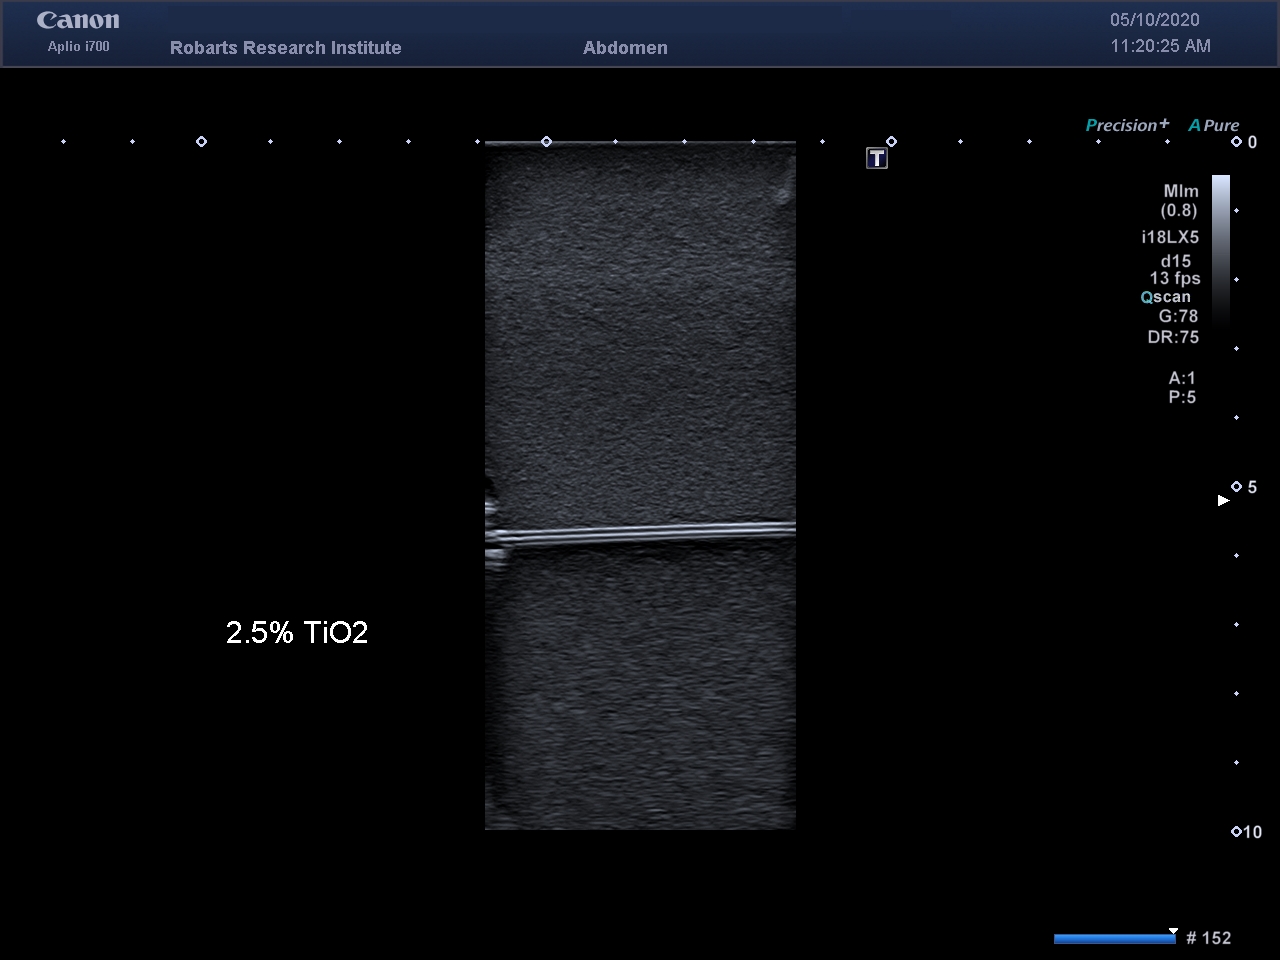 Canon
Aplio i700
Robarts Research Institute
Abdomen
05/10/2020
11:20:25 AM
Precision+ A Pure
0
T
MIm
(0.8)
i18LX5
d15
13 fps
Qscan
G:78
DR:75
A:1
P:5
5
2.5% TiO2
10
# 152